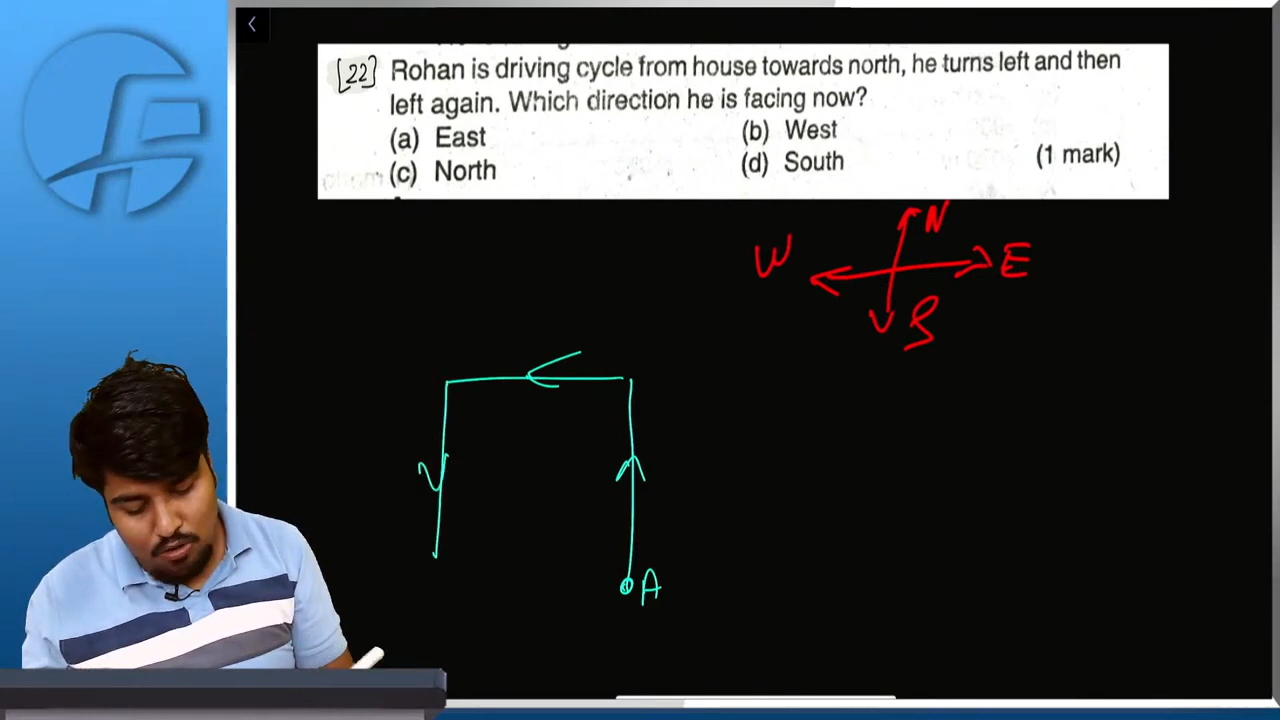 [22] Rohan is driving cycle from house towards north, he turns left and then
left again. Which direction he is facing now?
(a) East
(b) West
(c) North
(d) South
(1 mark)
N
W
E
S
A